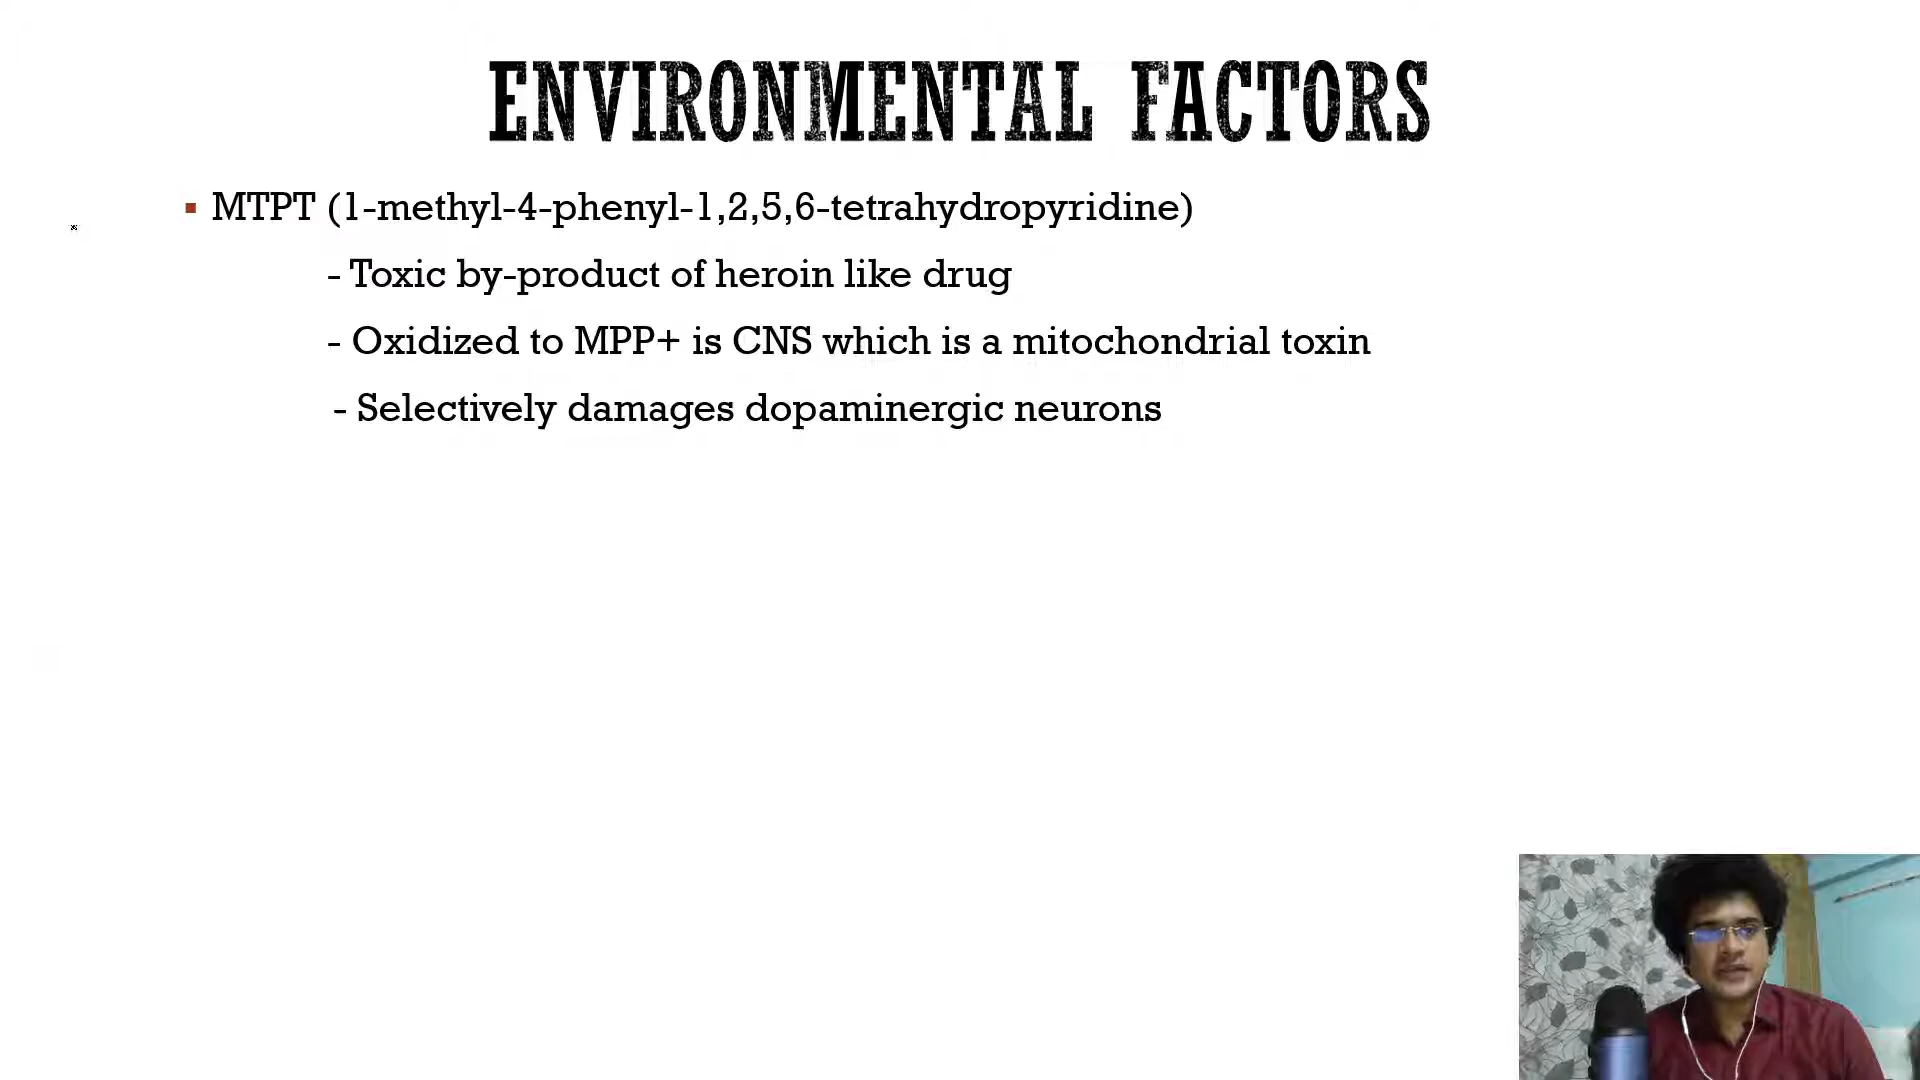 ENVIRONMENTAL FACTORS
▪ MTPT (1-methyl-4-phenyl-1,2,5,6-tetrahydropyridine)
- Toxic by-product of heroin like drug
- Oxidized to MPP+ is CNS which is a mitochondrial toxin
- Selectively damages dopaminergic neurons